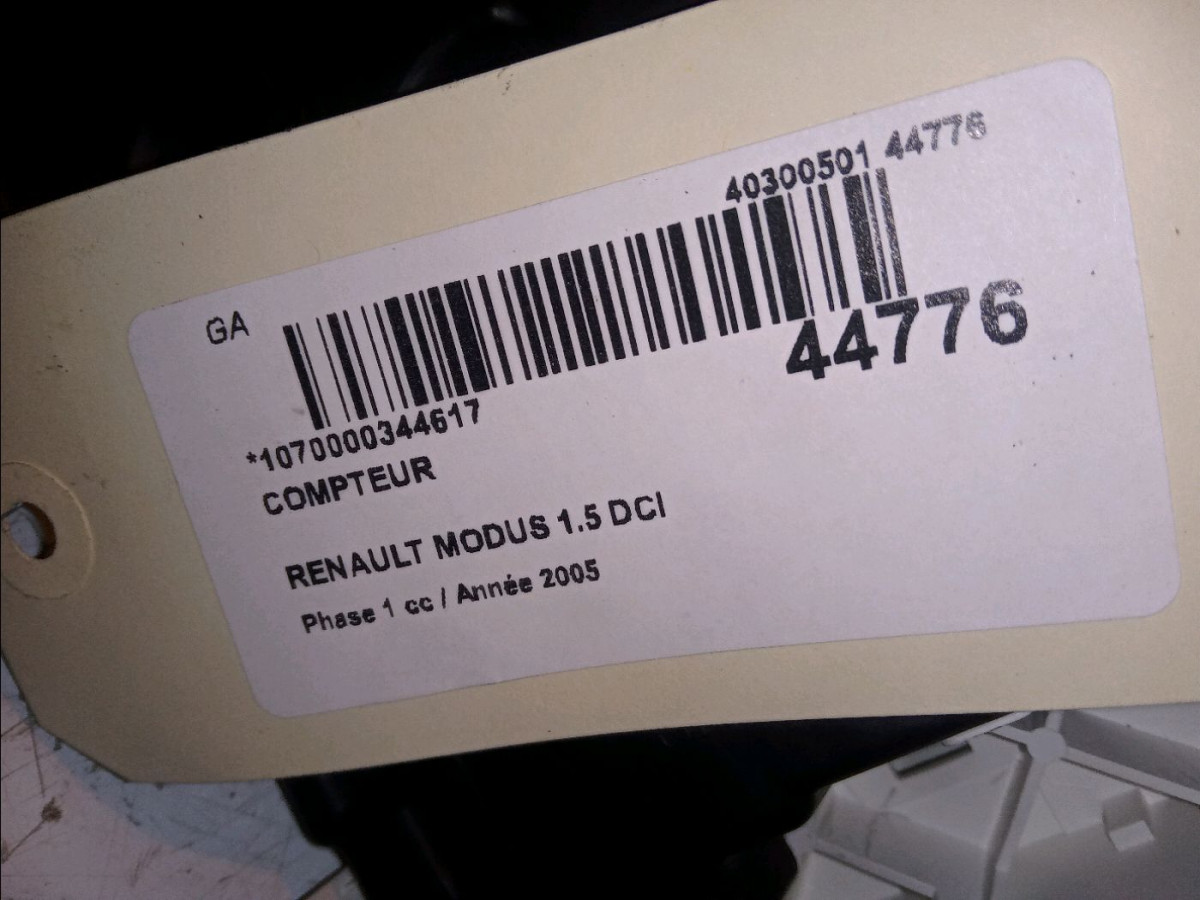 40300501 44776
GA
44776
*1070000344617
COMPTEUR
RENAULT MODUS 1.5 DCI
Phase 1 cc / Année 2005